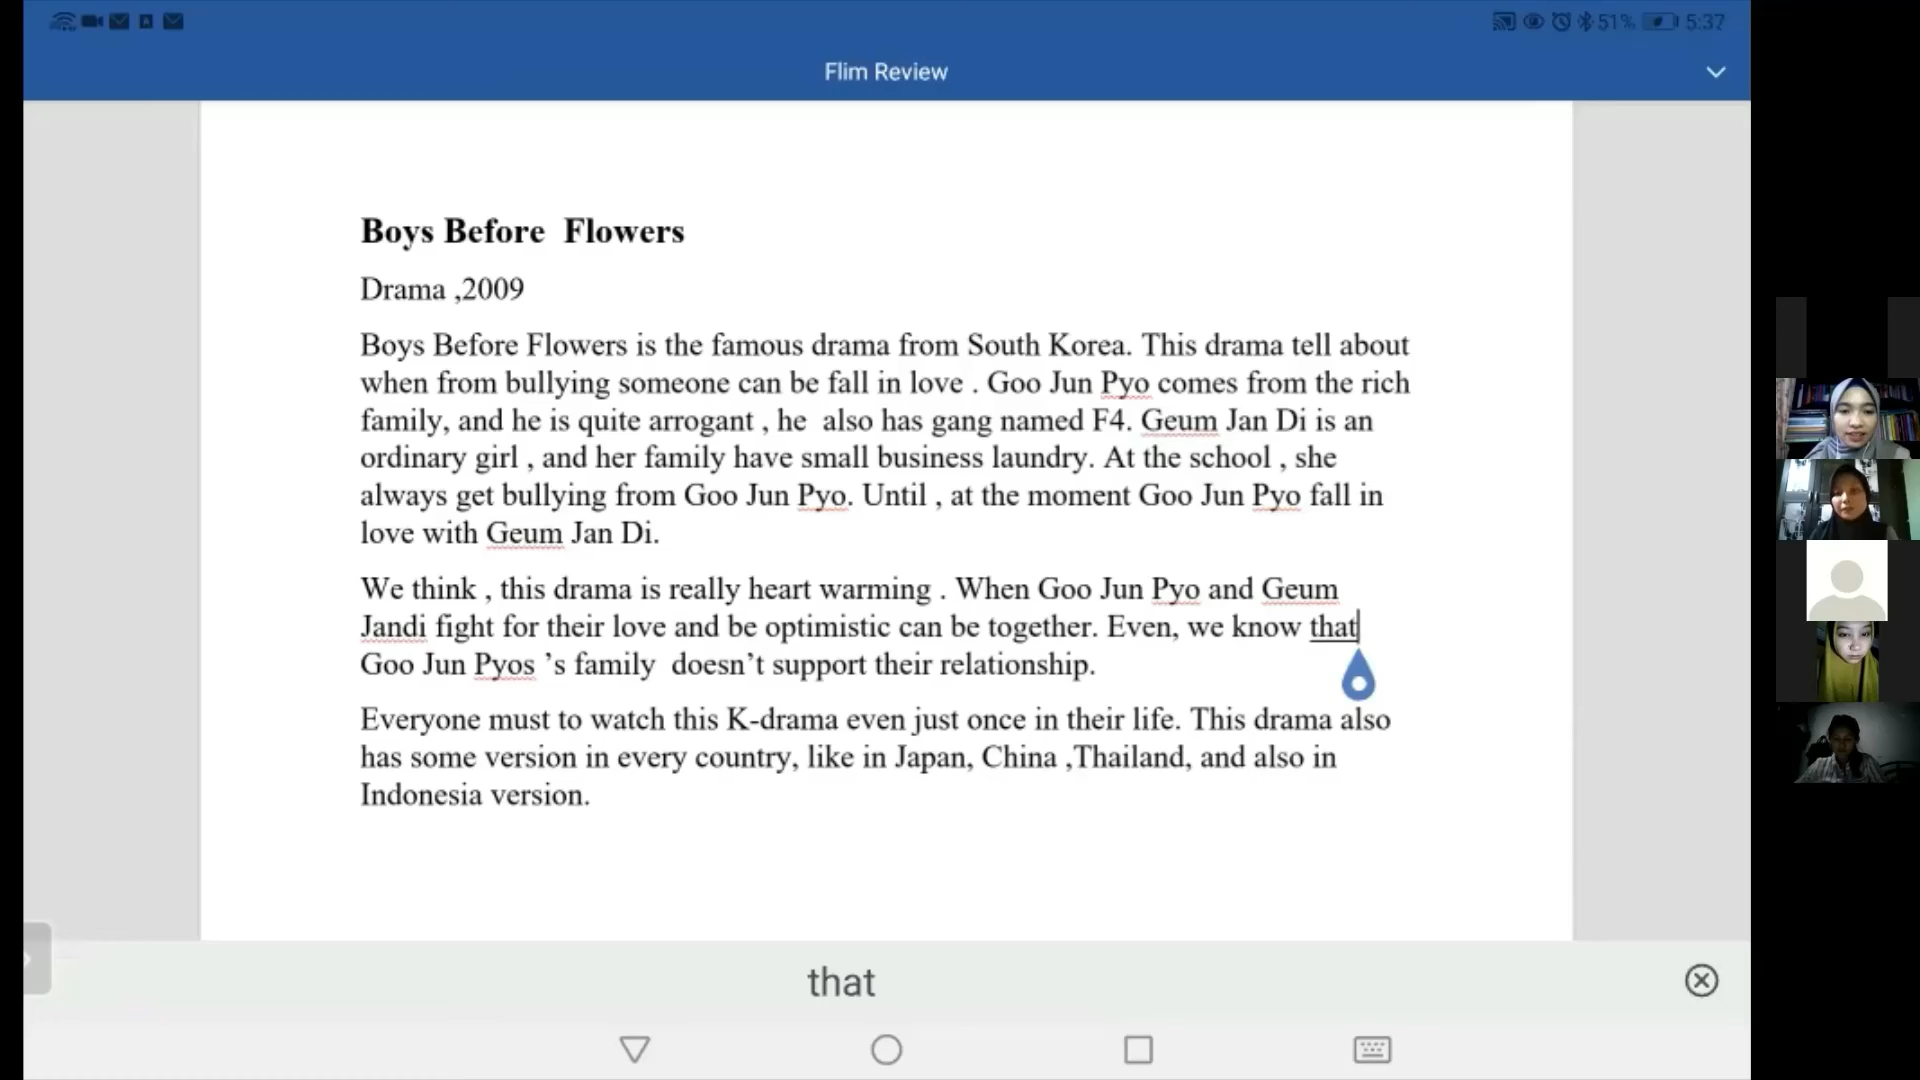 51% 5:37
Flim Review
Boys Before  Flowers
Drama ,2009
Boys Before Flowers is the famous drama from South Korea. This drama tell about
when from bullying someone can be fall in love . Goo Jun Pyo comes from the rich
family, and he is quite arrogant , he  also has gang named F4. Geum Jan Di is an
ordinary girl , and her family have small business laundry. At the school , she
always get bullying from Goo Jun Pyo. Until , at the moment Goo Jun Pyo fall in
love with Geum Jan Di.
We think , this drama is really heart warming . When Goo Jun Pyo and Geum
Jandi fight for their love and be optimistic can be together. Even, we know that
Goo Jun Pyos ’s family  doesn’t support their relationship.
Everyone must to watch this K-drama even just once in their life. This drama also
has some version in every country, like in Japan, China ,Thailand, and also in
Indonesia version.
that